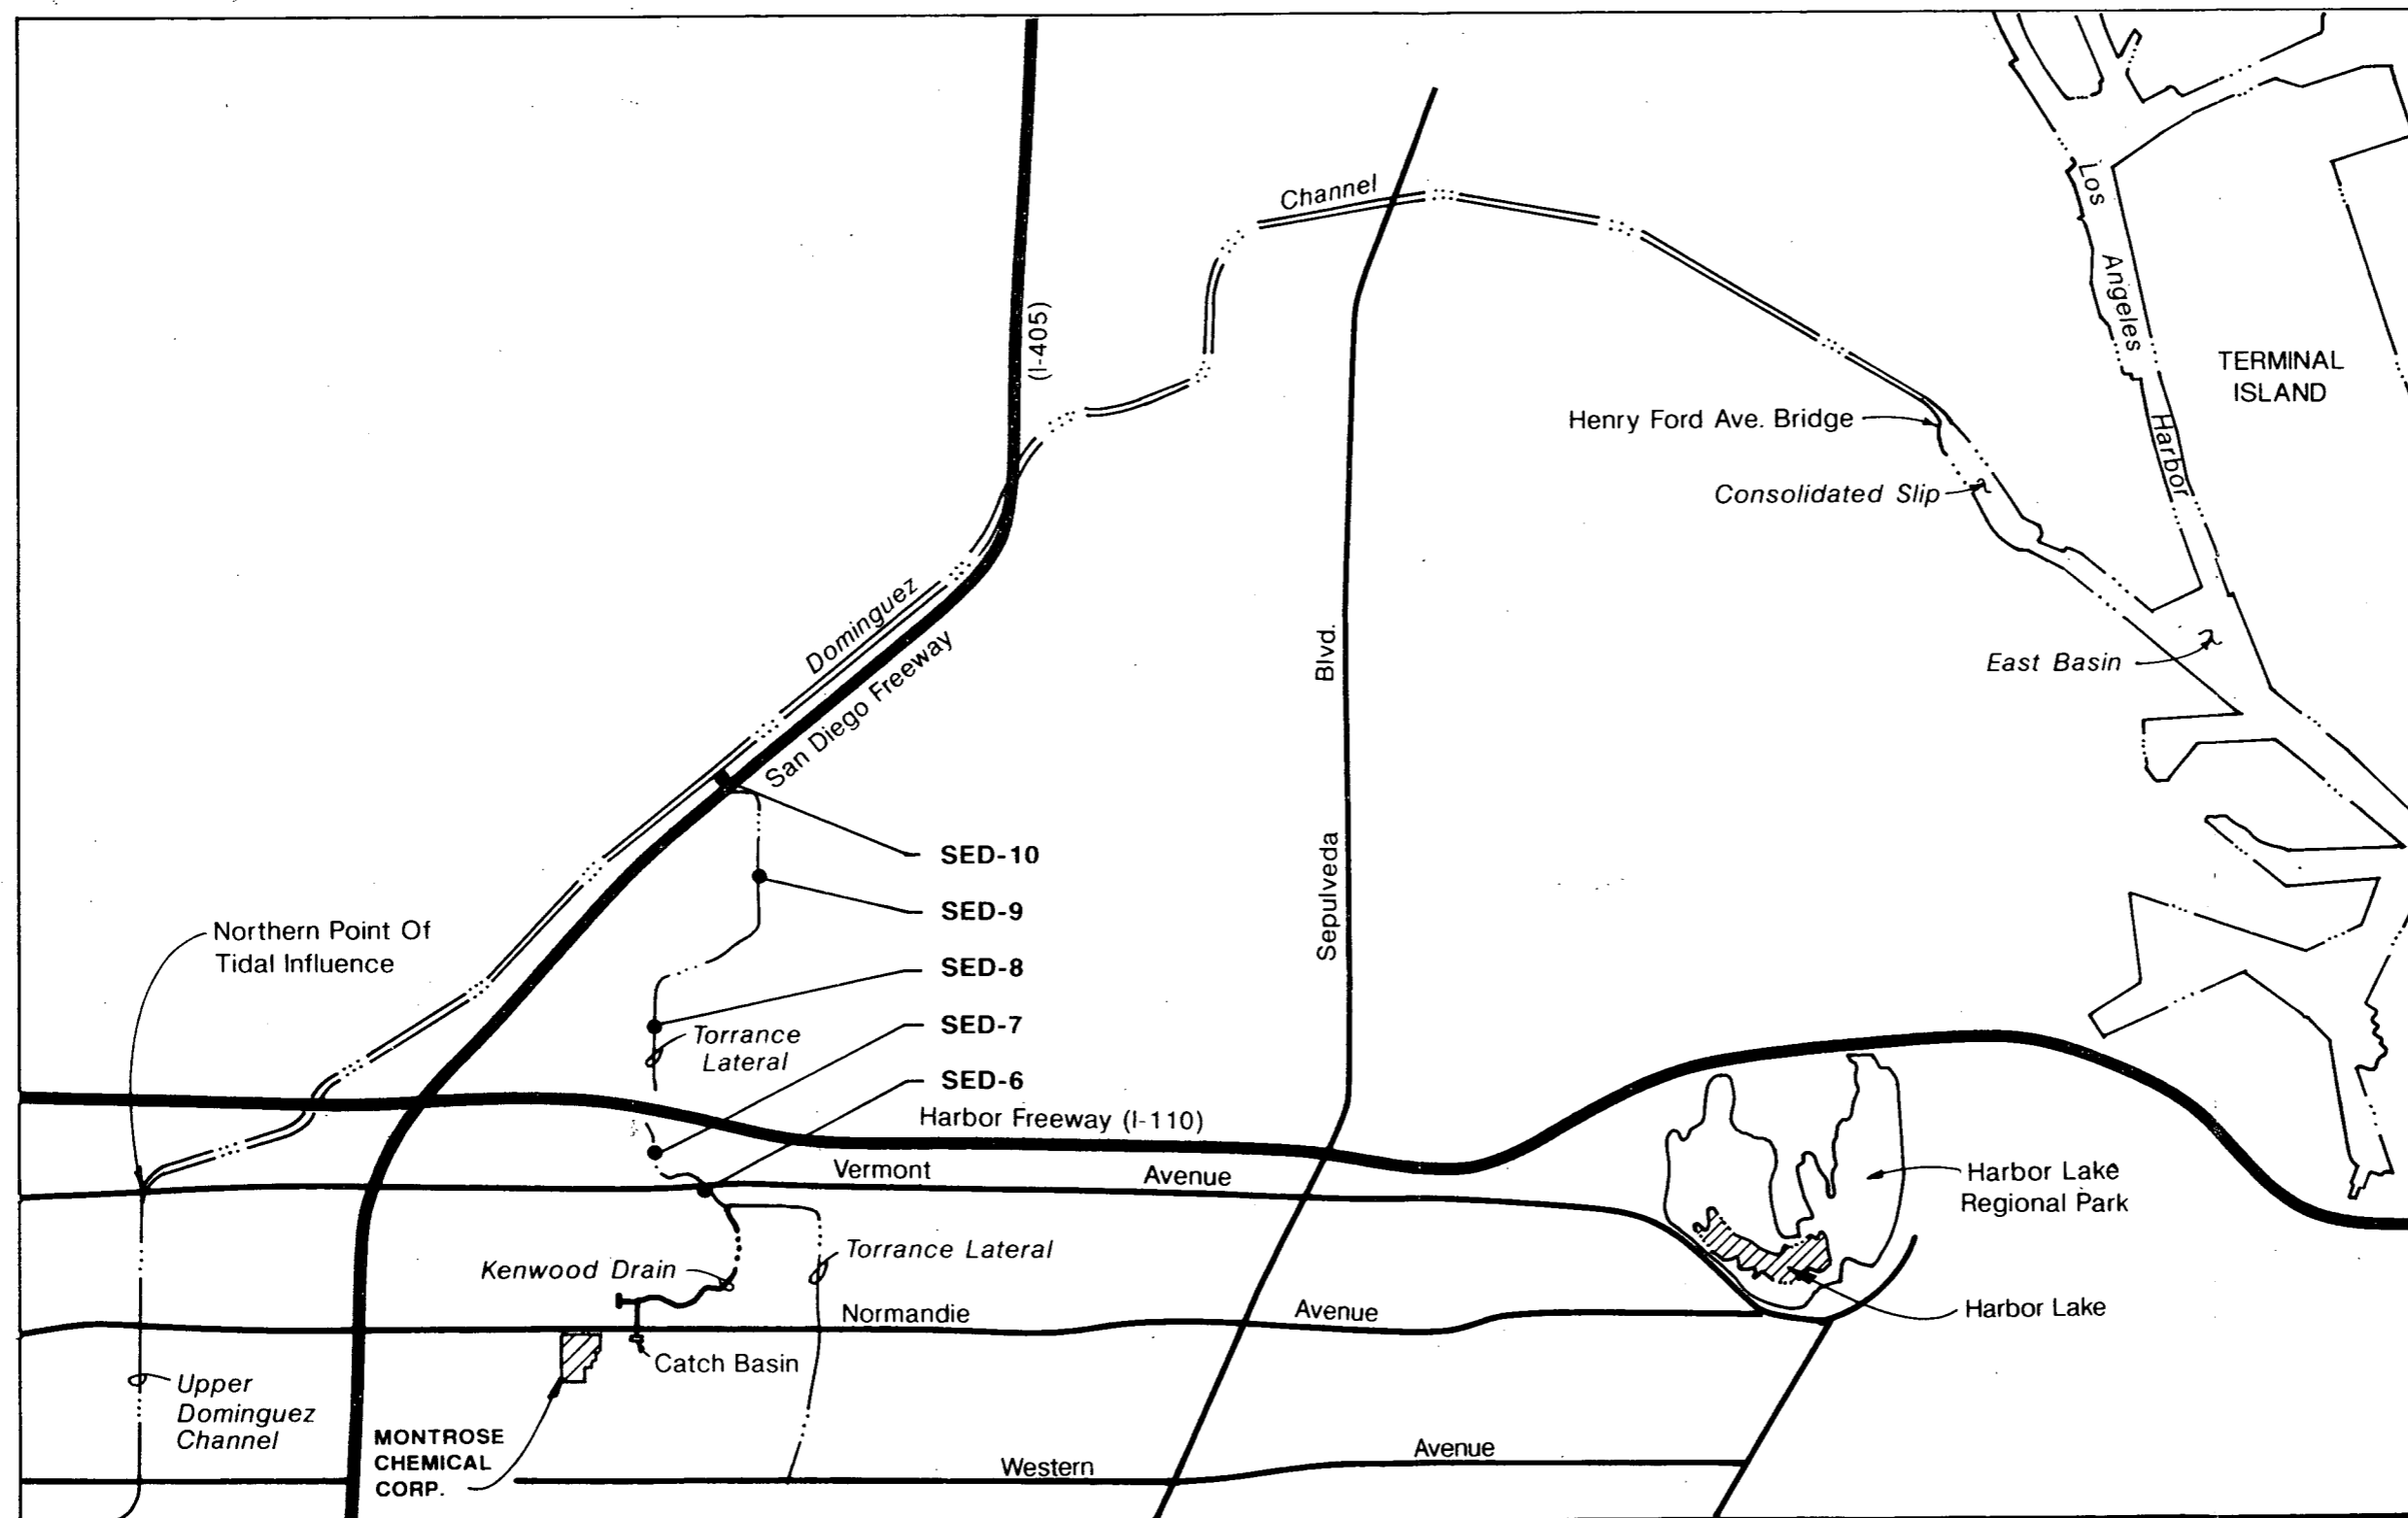 Channel
Los
Angeles
Harbor
(I-405)
TERMINAL
ISLAND
Henry Ford Ave. Bridge
Consolidated Slip
Dominguez
San Diego Freeway
Blvd.
East Basin
Sepulveda
SED-10
SED-9
Northern Point Of
Tidal Influence
SED-8
SED-7
Torrance
Lateral
SED-6
Harbor Freeway (I-110)
Vermont
Avenue
Harbor Lake
Regional Park
Torrance Lateral
Kenwood Drain
Normandie
Avenue
Harbor Lake
Catch Basin
Upper
Dominguez
Channel
MONTROSE
CHEMICAL
CORP.
Western
Avenue